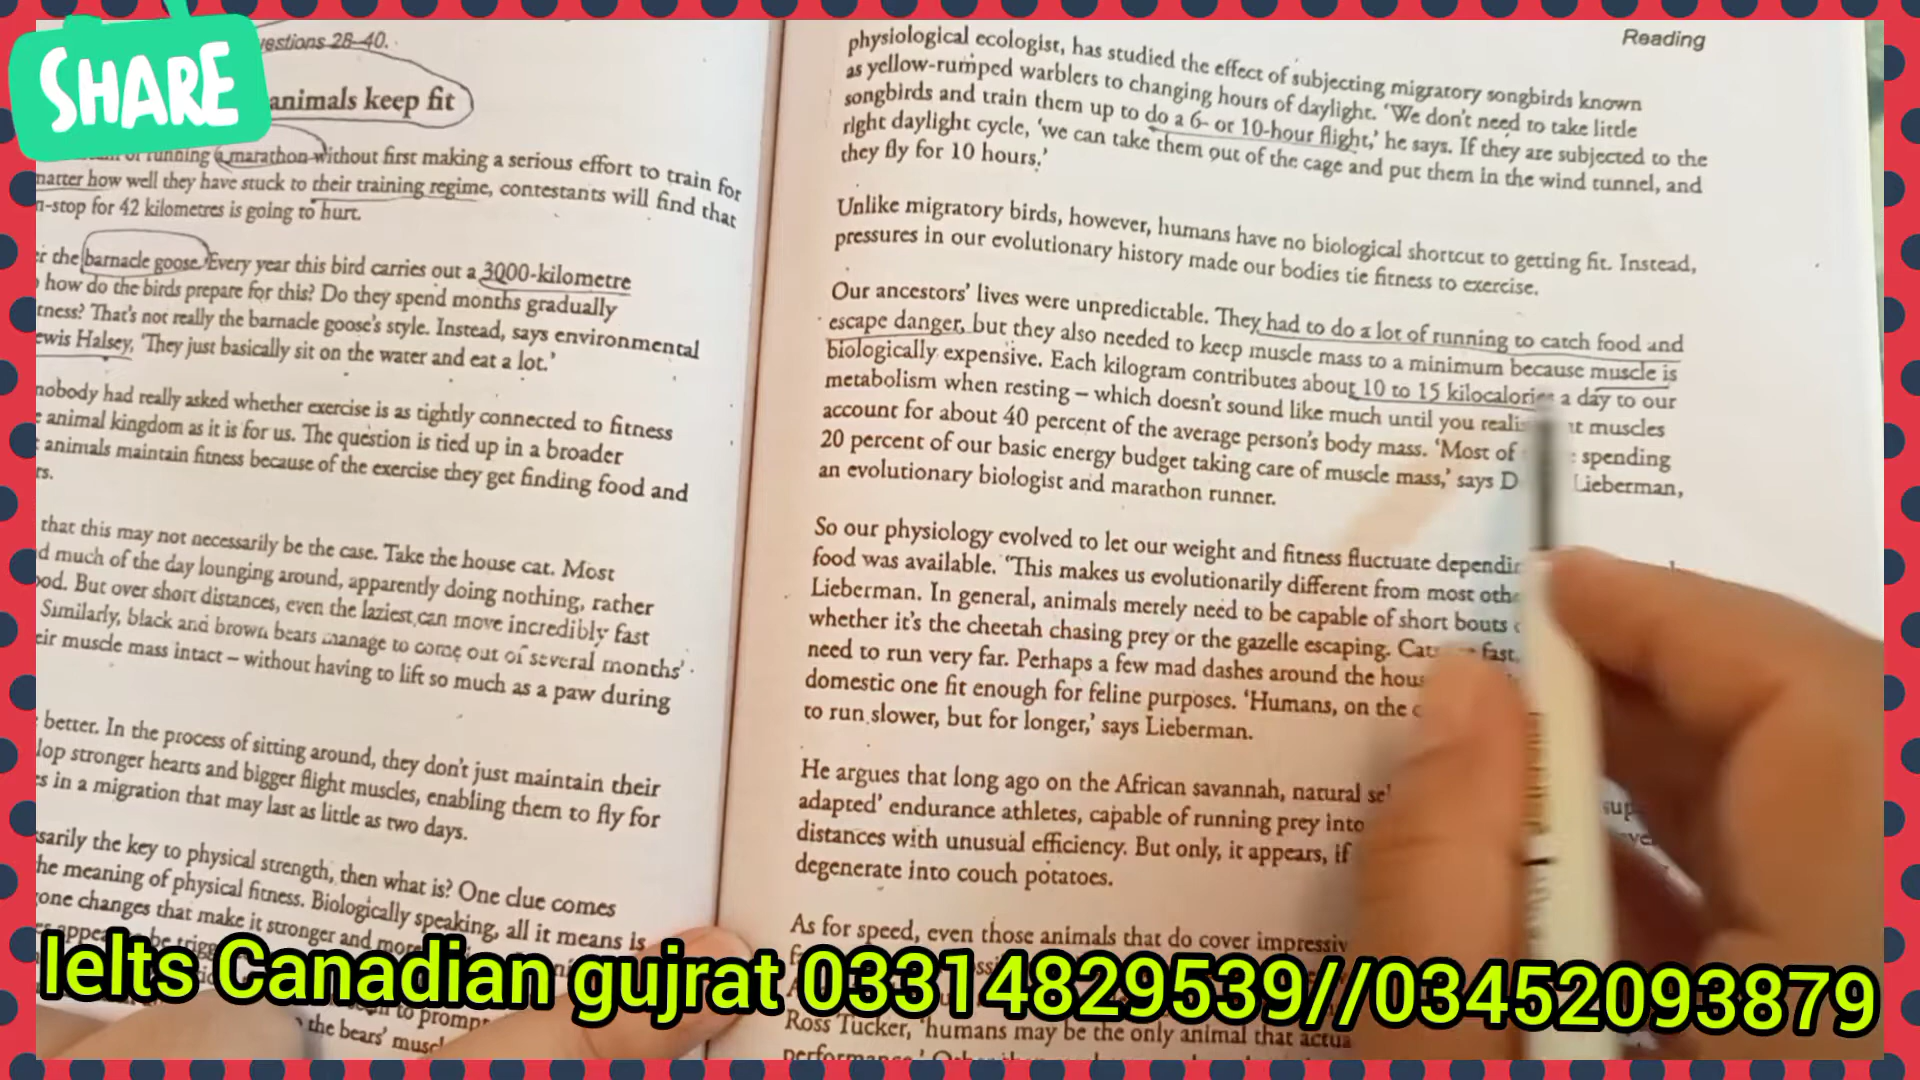 SHARE
estions 28–40.
animals keep fit
running a marathon without first making a serious effort to train for
matter how well they have stuck to their training regime, contestants will find that
n-stop for 42 kilometres is going to hurt.
er the barnacle goose. Every year this bird carries out a 3000-kilometre
how do the birds prepare for this? Do they spend months gradually
tness? That's not really the barnacle goose's style. Instead, says environmental
ewis Halsey, 'They just basically sit on the water and eat a lot.'
nobody had really asked whether exercise is as tightly connected to fitness
e animal kingdom as it is for us. The question is tied up in a broader
animals maintain fitness because of the exercise they get finding food and
rs.
that this may not necessarily be the case. Take the house cat. Most
d much of the day lounging around, apparently doing nothing, rather
ood. But over short distances, even the laziest can move incredibly fast
Similarly, black and brown bears manage to come out of several months'
eir muscle mass intact – without having to lift so much as a paw during
better. In the process of sitting around, they don't just maintain their
lop stronger hearts and bigger flight muscles, enabling them to fly for
s in a migration that may last as little as two days.
sarily the key to physical strength, then what is? One clue comes
he meaning of physical fitness. Biologically speaking, all it means is
one changes that make it stronger and more
to prompt
the bears' muscl
Reading
physiological ecologist, has studied the effect of subjecting migratory songbirds known
as yellow-rumped warblers to changing hours of daylight. 'We don't need to take little
songbirds and train them up to do a 6- or 10-hour flight,' he says. If they are subjected to the
right daylight cycle, 'we can take them out of the cage and put them in the wind tunnel, and
they fly for 10 hours.'
Unlike migratory birds, however, humans have no biological shortcut to getting fit. Instead,
pressures in our evolutionary history made our bodies tie fitness to exercise.
Our ancestors' lives were unpredictable. They had to do a lot of running to catch food and
escape danger, but they also needed to keep muscle mass to a minimum because muscle is
biologically expensive. Each kilogram contributes about 10 to 15 kilocalories a day to our
metabolism when resting – which doesn't sound like much until you realis t muscles
account for about 40 percent of the average person's body mass. 'Most of spending
20 percent of our basic energy budget taking care of muscle mass,' says D Lieberman,
an evolutionary biologist and marathon runner.
So our physiology evolved to let our weight and fitness fluctuate dependin
food was available. 'This makes us evolutionarily different from most oth
Lieberman. In general, animals merely need to be capable of short bouts
whether it's the cheetah chasing prey or the gazelle escaping. Cats fast,
need to run very far. Perhaps a few mad dashes around the hous
domestic one fit enough for feline purposes. 'Humans, on the
to run slower, but for longer,' says Lieberman.
He argues that long ago on the African savannah, natural se
adapted' endurance athletes, capable of running prey into
distances with unusual efficiency. But only, it appears, if
degenerate into couch potatoes.
As for speed, even those animals that do cover impressiv
Ross Tucker, 'humans may be the only animal that actua
Ielts Canadian gujrat 03314829539//03452093879